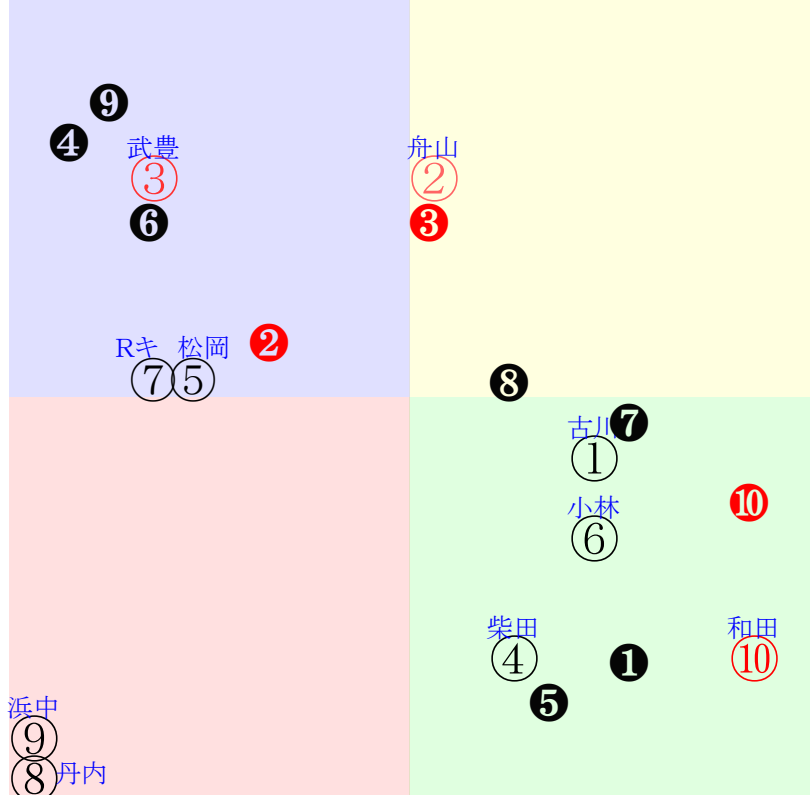 ❾
❹
武豊
舟山
③
②
❻
❸
Rキ 松岡
❷
⑦⑤
❽
古川
❼
①
❿
小林
⑥
柴田
和田
④
❶
⑩
❺
浜中
⑨
⑧丹内